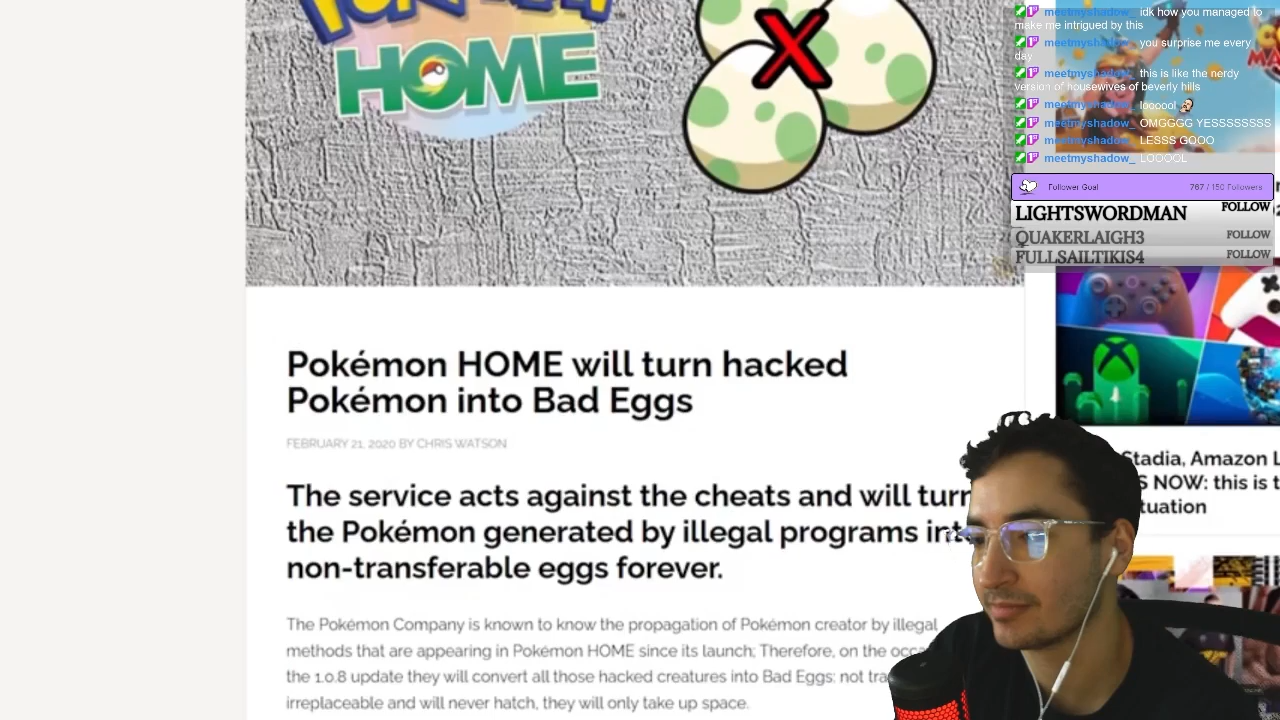 HOME
meetmyshadow_ idk how you managed to
make me intrigued by this
meetmyshadow_ you surprise me every
day
meetmyshadow_ this is like the nerdy
version of housewives of beverly hills
meetmyshadow_ loooool
meetmyshadow_ OMGGGG YESSSSSSSS
meetmyshadow_ LESSS GOOO
meetmyshadow_ LOOOOL
Follower Goal 767 / 150 Followers
LIGHTSWORDMAN FOLLOW
QUAKERLAIGH3 FOLLOW
FULLSAILTIKIS4 FOLLOW
Pokémon HOME will turn hacked
Pokémon into Bad Eggs
FEBRUARY 21, 2020 BY CHRIS WATSON
The service acts against the cheats and will turn
the Pokémon generated by illegal programs
non-transferable eggs forever.
The Pokémon Company is known to know the propagation of Pokémon creator by illegal
methods that are appearing in Pokémon HOME since its launch; Therefore, on the
the 1.0.8 update they will convert all those hacked creatures into Bad Eggs: not
irreplaceable and will never hatch, they will only take up space.
Stadia, Amazon
NOW: this is